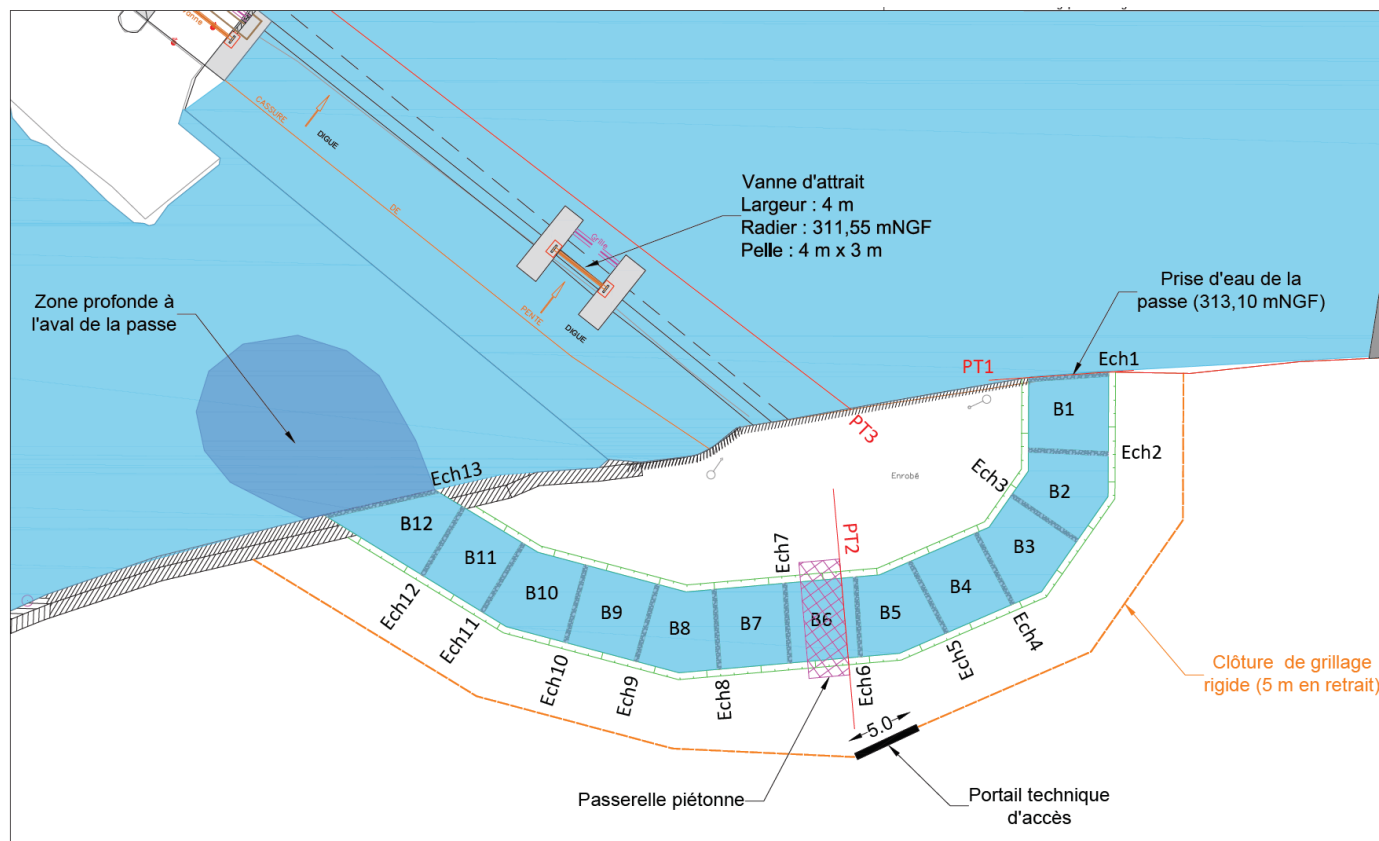 CASSURE
DIGUE
DE
Vanne d'attrait
Largeur : 4 m
Radier : 311,55 mNGF
Pelle : 4 m x 3 m
Grille
PENTE
DIGUE
Zone profonde à
l'aval de la passe
Prise d'eau de la
passe (313,10 mNGF)
PT1
Ech1
B1
PT3
Ech2
Ech3
B2
Enrobé
Ech13
B12
B11
B10
B9
B8
B7
B6
B5
B4
B3
Ech7
PT2
Ech12
Ech11
Ech10
Ech9
Ech8
Ech6
Ech5
Ech4
5.0
Clôture de grillage
rigide (5 m en retrait)
Passerelle piétonne
Portail technique
d'accès